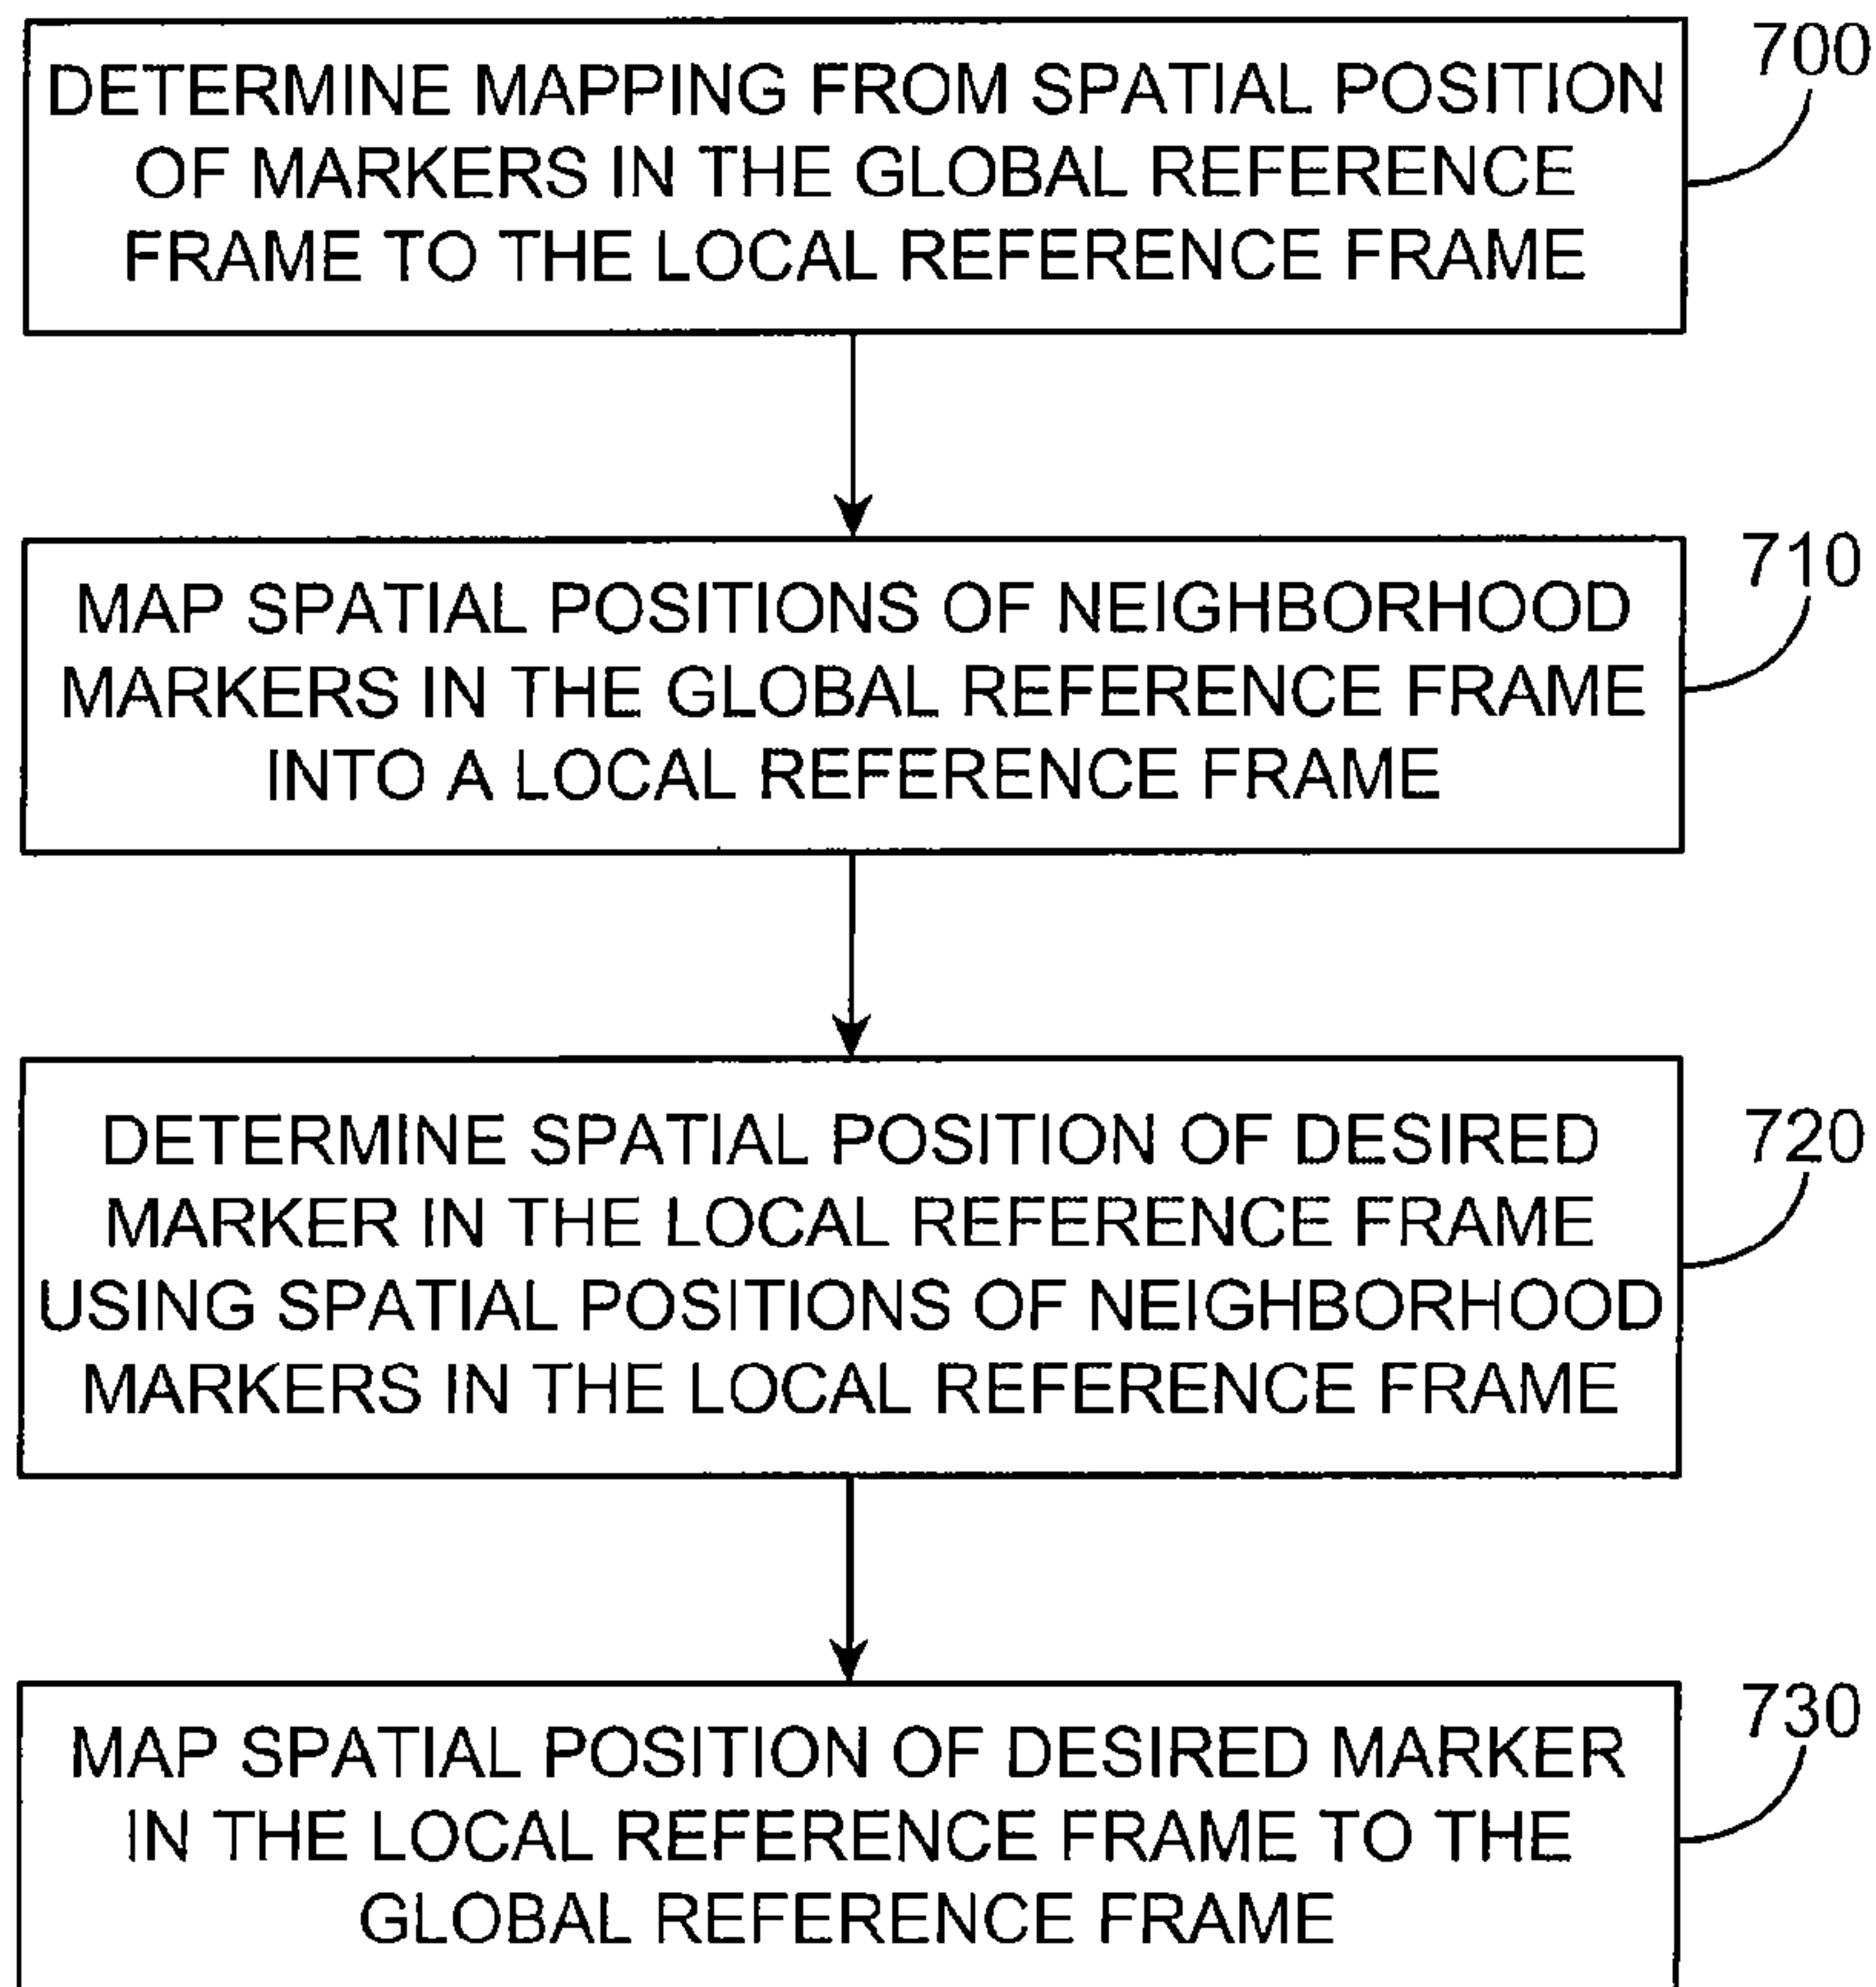 700
DETERMINE MAPPING FROM SPATIAL POSITION
OF MARKERS IN THE GLOBAL REFERENCE
FRAME TO THE LOCAL REFERENCE FRAME
710
MAP SPATIAL POSITIONS OF NEIGHBORHOOD
MARKERS IN THE GLOBAL REFERENCE FRAME
INTO A LOCAL REFERENCE FRAME
720
DETERMINE SPATIAL POSITION OF DESIRED
MARKER IN THE LOCAL REFERENCE FRAME
USING SPATIAL POSITIONS OF NEIGHBORHOOD
MARKERS IN THE LOCAL REFERENCE FRAME
730
MAP SPATIAL POSITION OF DESIRED MARKER
IN THE LOCAL REFERENCE FRAME TO THE
GLOBAL REFERENCE FRAME